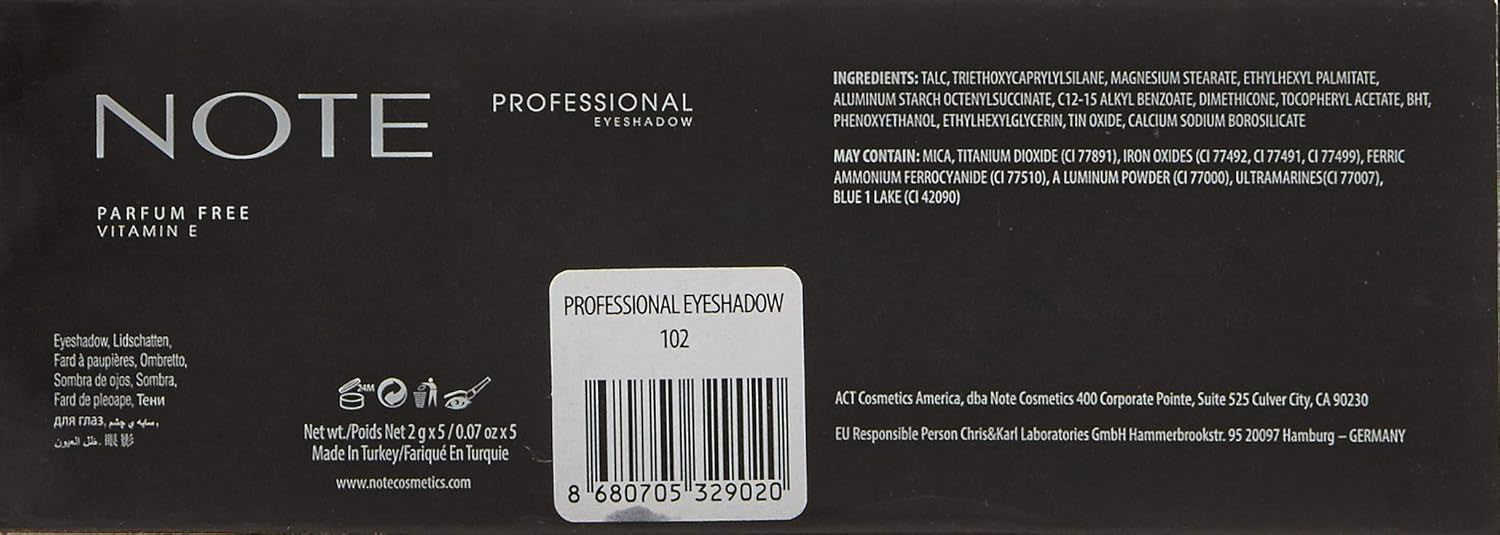 NOTE
PROFESSIONAL
EYESHADOW
PARFUM FREE
VITAMIN E
Eyeshadow, Lidschatten,
Fard à paupières, Ombretto,
Sombra de ojos, Sombra,
Fard de pleoape, Тени
для глаз, سایه ی چشم,
ظل العيون, 眼影
24M
Net wt./Poids Net 2 g x 5 / 0.07 oz x 5
Made In Turkey/Fariqué En Turquie
www.notecosmetics.com
PROFESSIONAL EYESHADOW
102
8 680705 329020
INGREDIENTS: TALC, TRIETHOXYCAPRYLYLSILANE, MAGNESIUM STEARATE, ETHYLHEXYL PALMITATE,
ALUMINUM STARCH OCTENYLSUCCINATE, C12-15 ALKYL BENZOATE, DIMETHICONE, TOCOPHERYL ACETATE, BHT,
PHENOXYETHANOL, ETHYLHEXYLGLYCERIN, TIN OXIDE, CALCIUM SODIUM BOROSILICATE
MAY CONTAIN: MICA, TITANIUM DIOXIDE (CI 77891), IRON OXIDES (CI 77492, CI 77491, CI 77499), FERRIC
AMMONIUM FERROCYANIDE (CI 77510), A LUMINUM POWDER (CI 77000), ULTRAMARINES(CI 77007),
BLUE 1 LAKE (CI 42090)
ACT Cosmetics America, dba Note Cosmetics 400 Corporate Pointe, Suite 525 Culver City, CA 90230
EU Responsible Person Chris&Karl Laboratories GmbH Hammerbrookstr. 95 20097 Hamburg – GERMANY